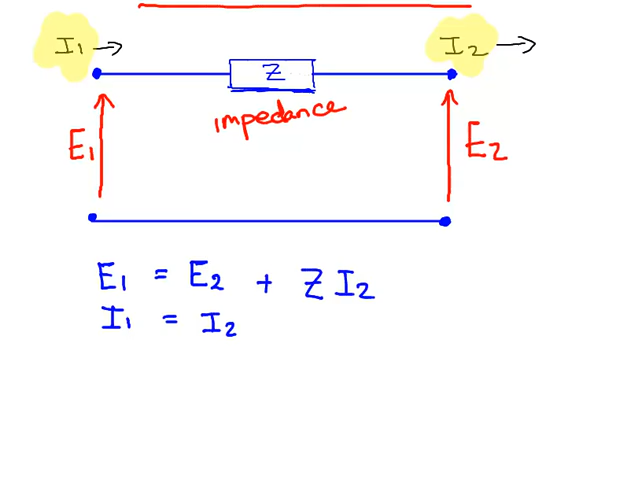 I1 → I2 →
Z
impedance
E1 E2
E1 = E2 + Z I2
I1 = I2